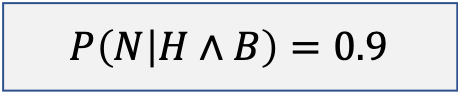 P(N|H ∧ B) = 0.9